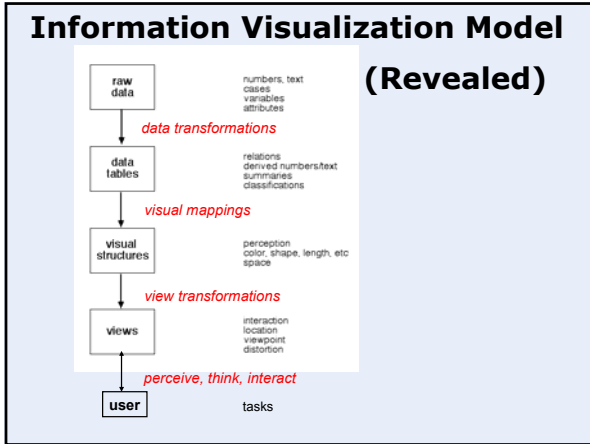 Information Visualization Model
(Revealed)
raw
data
numbers, text
cases
variables
attributes
data transformations
data
tables
relations
derived numbers/text
summaries
classifications
visual mappings
visual
structures
perception
color, shape, length, etc
space
view transformations
views
interaction
location
viewpoint
distortion
perceive, think, interact
user
tasks